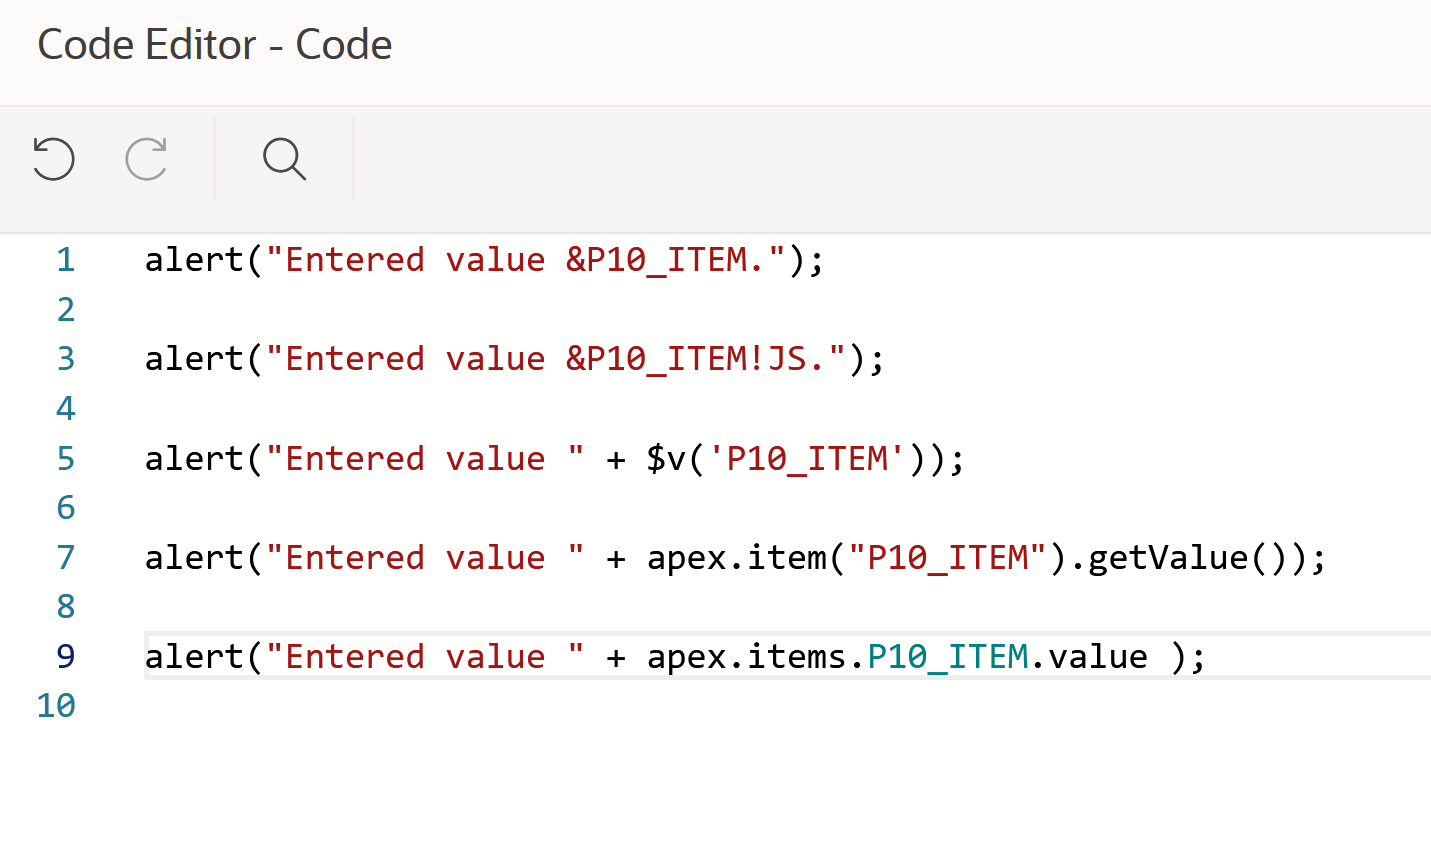 Code Editor - Code
1 alert("Entered value &P10_ITEM.");
2
3 alert("Entered value &P10_ITEM!JS.");
4
5 alert("Entered value " + $v('P10_ITEM'));
6
7 alert("Entered value " + apex.item("P10_ITEM").getValue());
8
9 alert("Entered value " + apex.items.P10_ITEM.value );
10